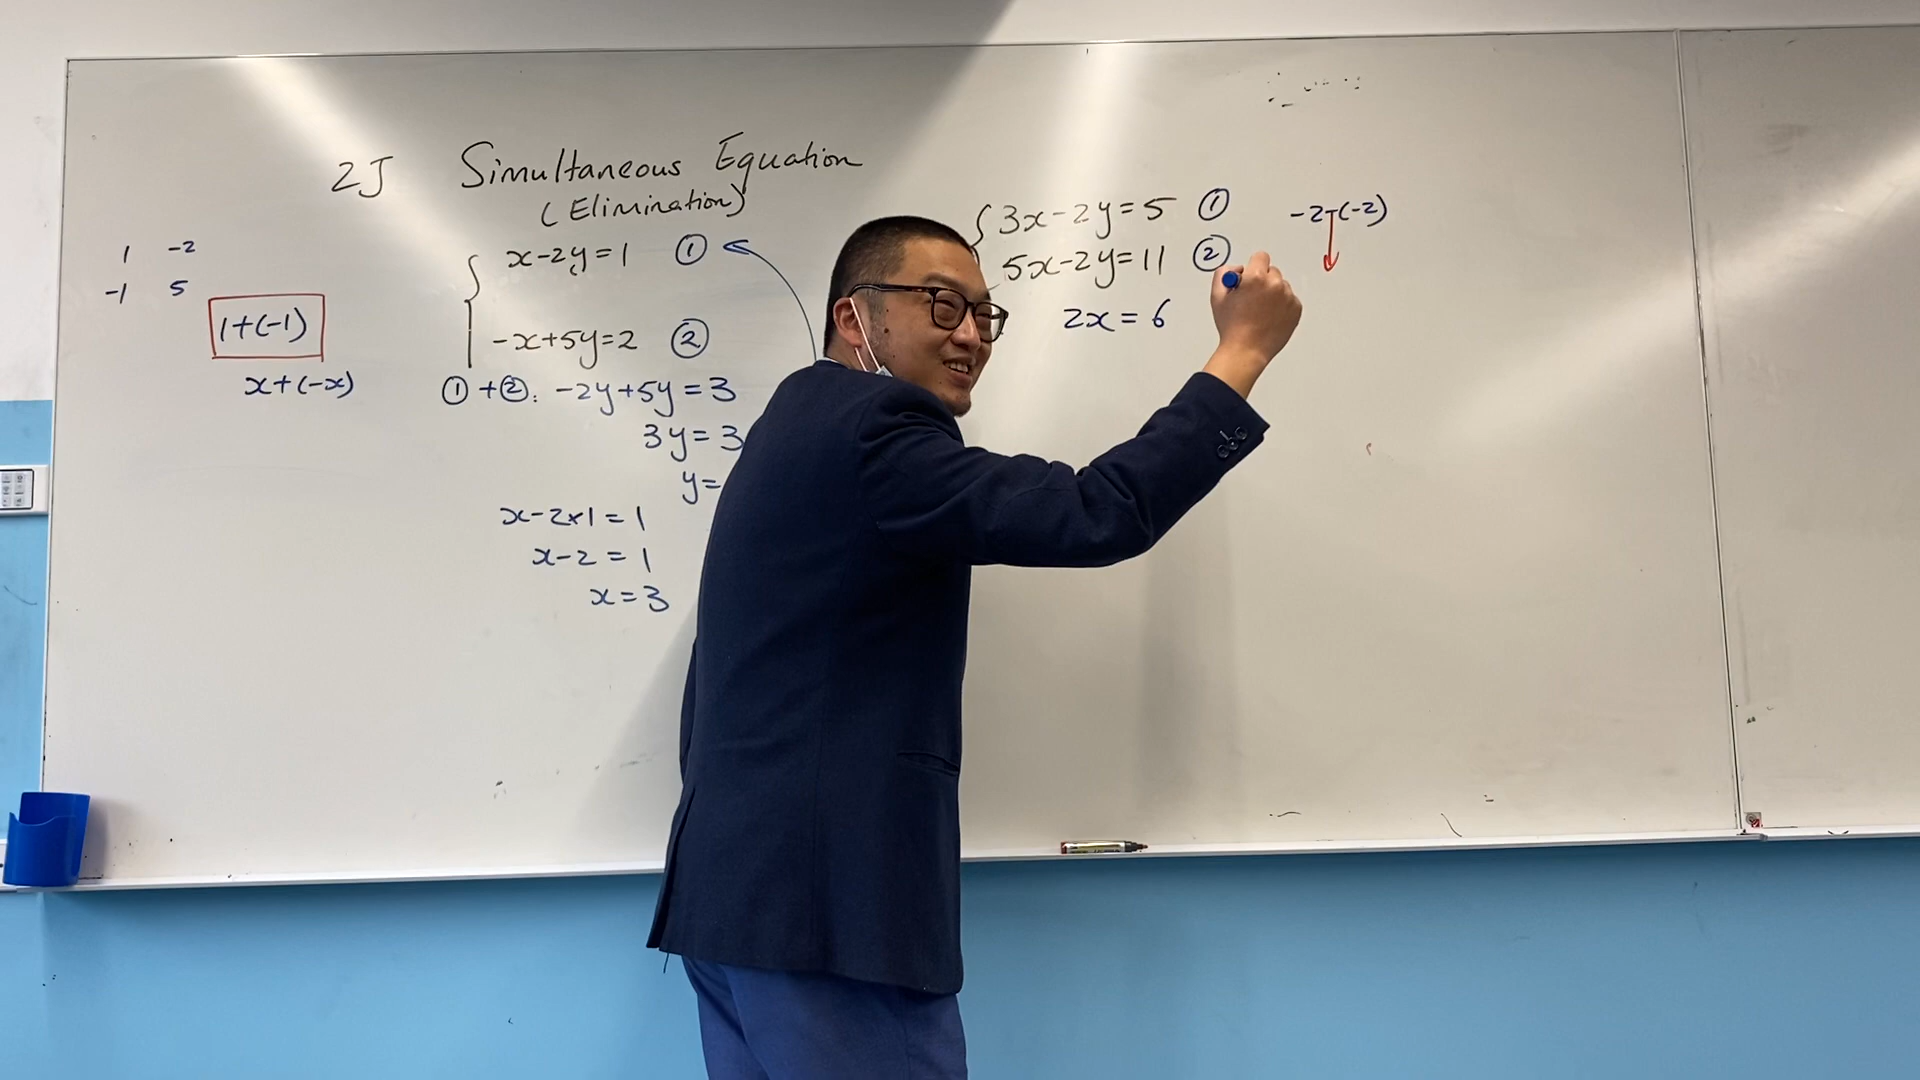 2J Simultaneous Equation
(Elimination)
1 -2
-1 5
1+(-1)
x+(-x)
x-2y=1 ①
-x+5y=2 ②
①+②: -2y+5y=3
3y=3
y=
x-2×1=1
x-2=1
x=3
3x-2y=5 ①
5x-2y=11 ②
2x=6
-2-(-2)